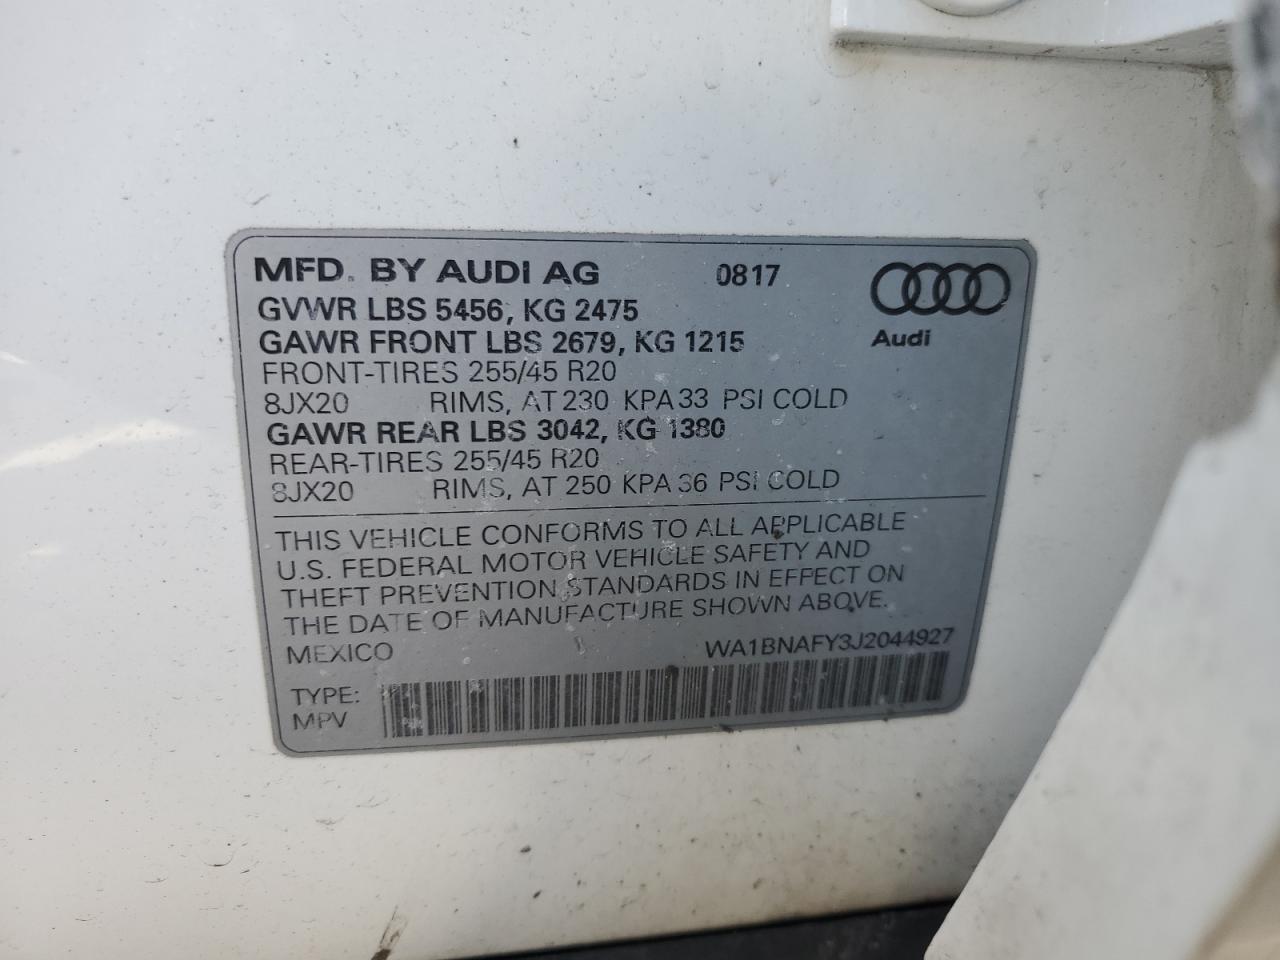 MFD. BY AUDI AG 0817
GVWR LBS 5456, KG 2475
GAWR FRONT LBS 2679, KG 1215
Audi
FRONT-TIRES 255/45 R20
8JX20 RIMS, AT 230 KPA 33 PSI COLD
GAWR REAR LBS 3042, KG 1380
REAR-TIRES 255/45 R20
8JX20 RIMS, AT 250 KPA 36 PSI COLD
THIS VEHICLE CONFORMS TO ALL APPLICABLE
U.S. FEDERAL MOTOR VEHICLE SAFETY AND
THEFT PREVENTION STANDARDS IN EFFECT ON
THE DATE OF MANUFACTURE SHOWN ABOVE.
MEXICO WA1BNAFY3J2044927
TYPE:
MPV